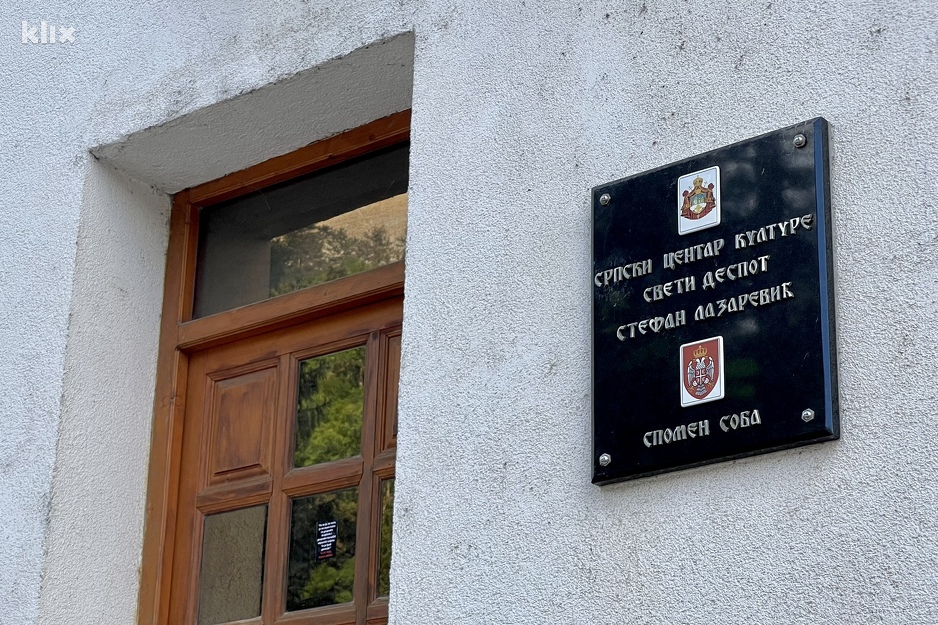 klix
СРПСКИ ЦЕНТАР КУЛТУРЕ
СВЕТИ ДЕСПОТ
СТЕФАН ЛАЗАРЕВИЋ
СПОМЕН СОБА